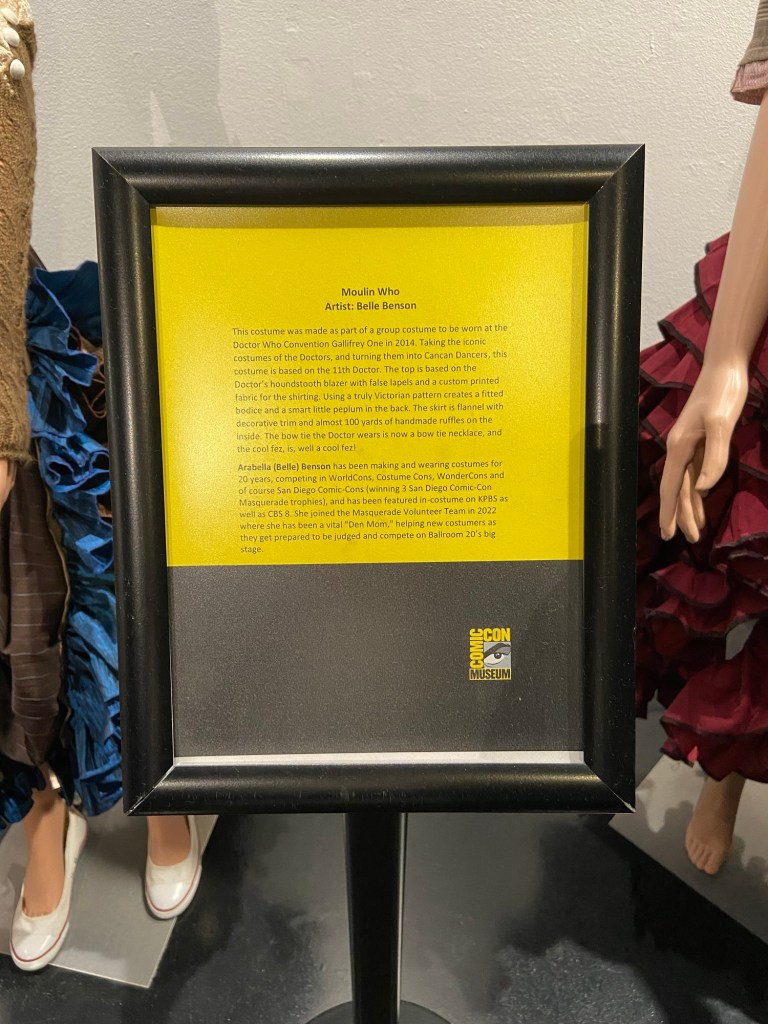 Moulin Who
Artist: Belle Benson
This costume was made as part of a group costume to be worn at the
Doctor Who Convention Gallifrey One in 2014. Taking the iconic
costumes of the Doctors, and turning them into Cancan Dancers, this
costume is based on the 11th Doctor. The top is based on the
Doctor's houndstooth blazer with false lapels and a custom printed
fabric for the shirting. Using a truly Victorian pattern creates a fitted
bodice and a smart little peplum in the back. The skirt is flannel with
decorative trim and almost 100 yards of handmade ruffles on the
inside. The bow tie the Doctor wears is now a bow tie necklace, and
the cool fez, is, well a cool fez!
Arabella (Belle) Benson has been making and wearing costumes for
20 years, competing in WorldCons, Costume Cons, WonderCons and
of course San Diego Comic-Cons (winning 3 San Diego Comic-Con
Masquerade trophies), and has been featured in-costume on KPBS as
well as CBS 8. She joined the Masquerade Volunteer Team in 2022
where she has been a vital "Den Mom," helping new costumers as
they get prepared to be judged and compete on Ballroom 20's big
stage.
COMIC CON
MUSEUM